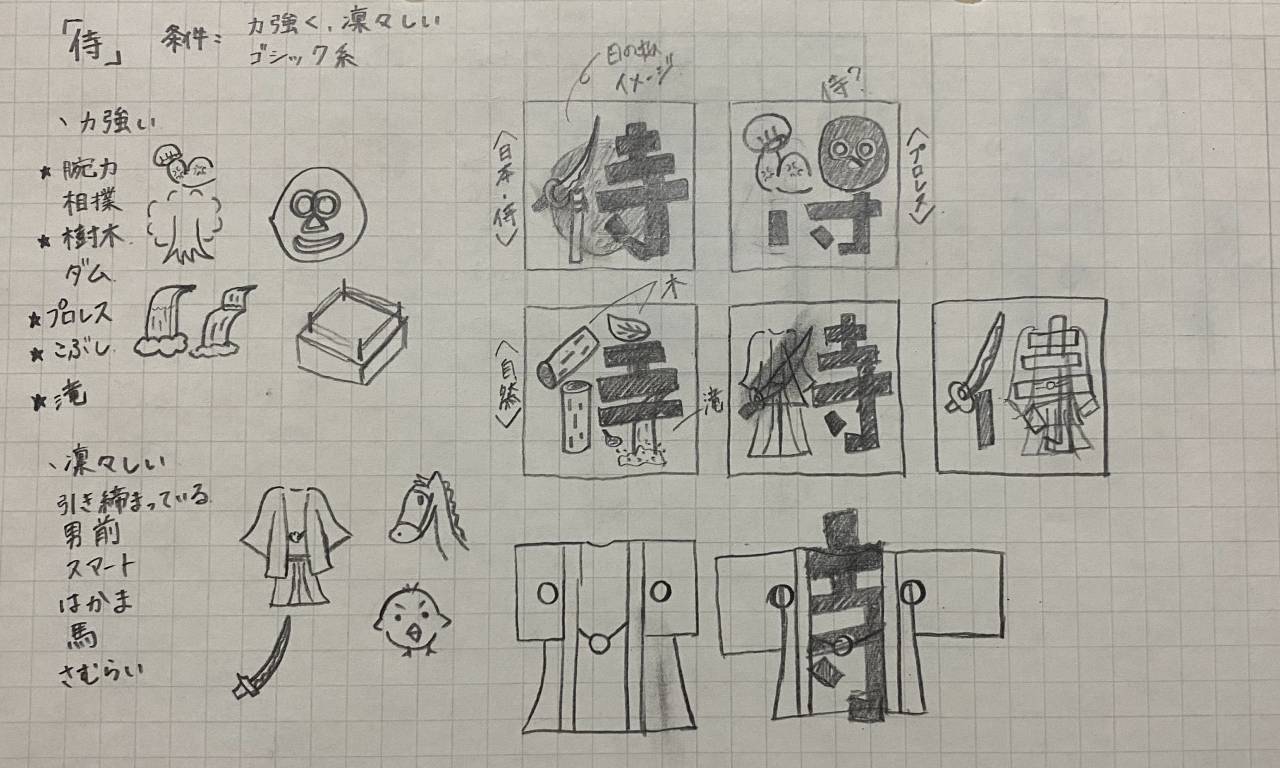 「侍」 条件：力強く、凛々しい
ゴシック系
、力強い
★ 腕力
相撲
★ 樹木
ダム
★ プロレス
★ こぶし
★ 滝
、凛々しい
引き締まっている
男前
スマート
はかま
馬
さむらい
日の丸
イメージ
〈日本・侍〉
侍
侍？
〈プロレス〉
木
〈自然〉
滝
寺
寺